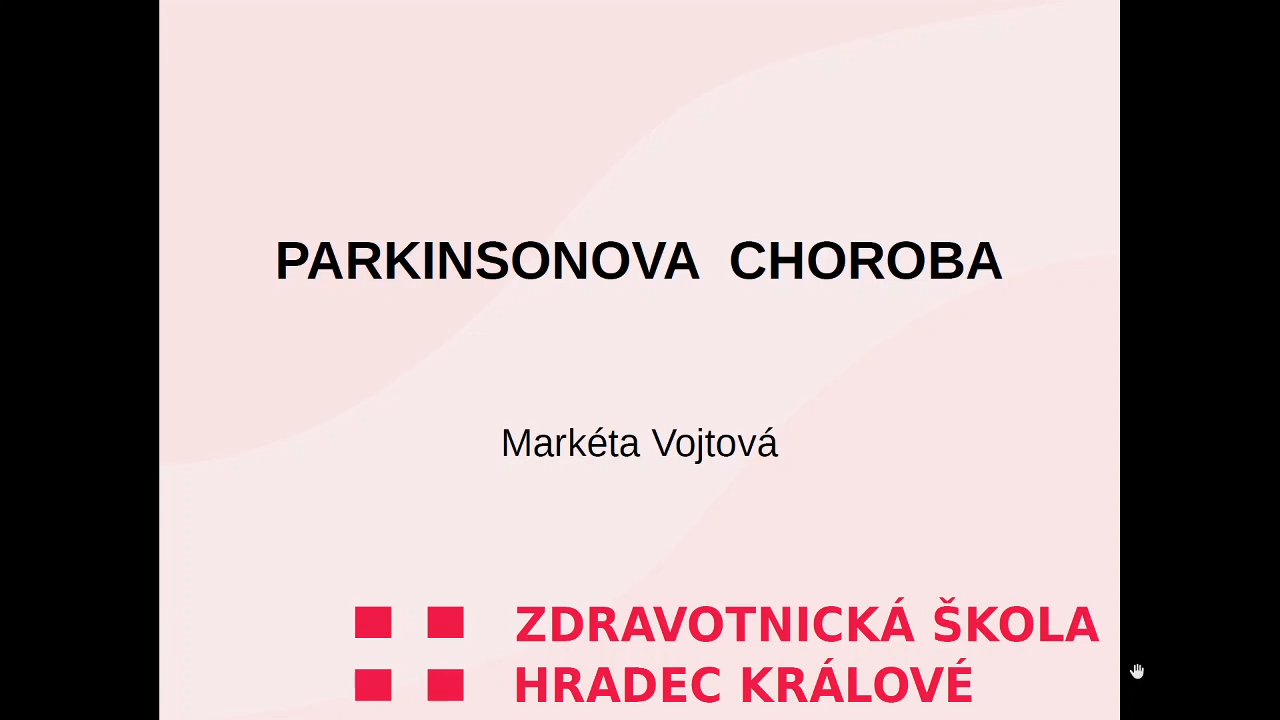 PARKINSONOVA CHOROBA
Markéta Vojtová
ZDRAVOTNICKÁ ŠKOLA
HRADEC KRÁLOVÉ